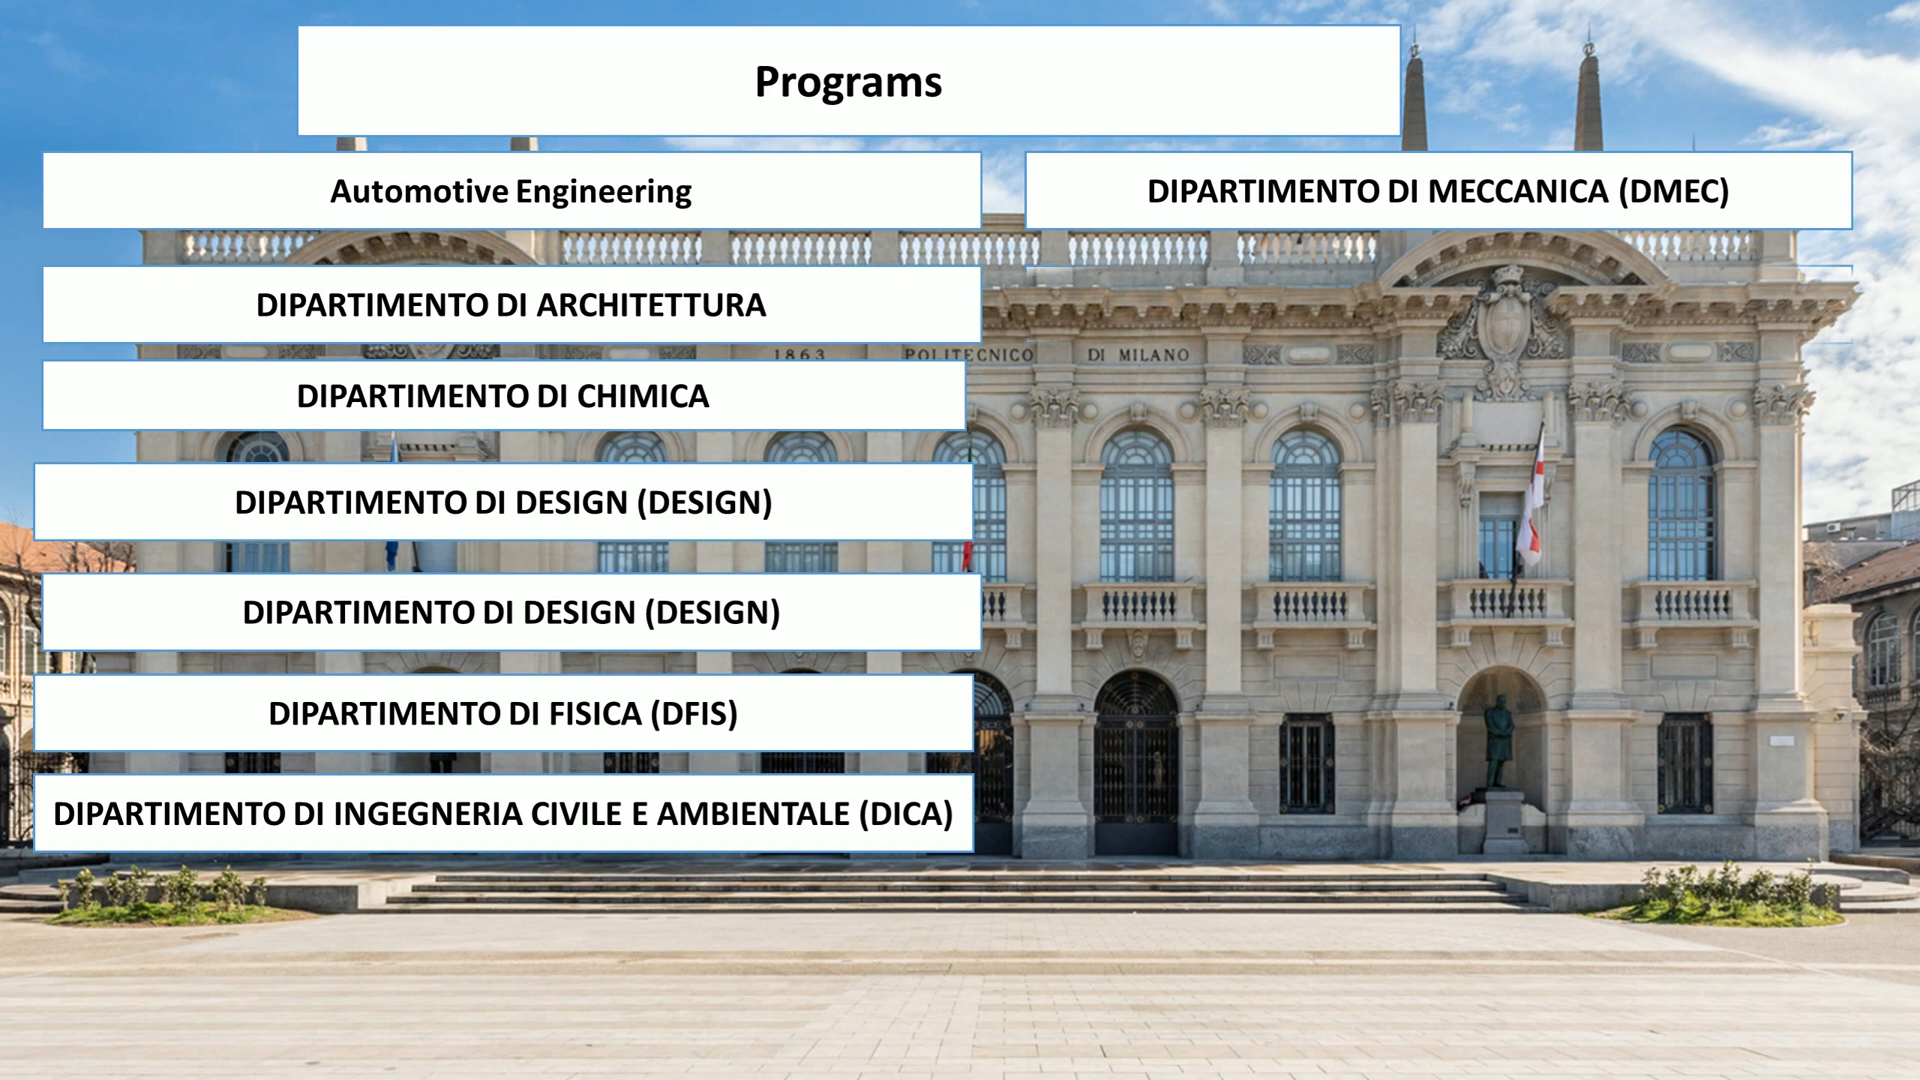 Programs
Automotive Engineering
DIPARTIMENTO DI MECCANICA (DMEC)
DIPARTIMENTO DI ARCHITETTURA
1863 POLITECNICO DI MILANO
DIPARTIMENTO DI CHIMICA
DIPARTIMENTO DI DESIGN (DESIGN)
DIPARTIMENTO DI DESIGN (DESIGN)
DIPARTIMENTO DI FISICA (DFIS)
DIPARTIMENTO DI INGEGNERIA CIVILE E AMBIENTALE (DICA)